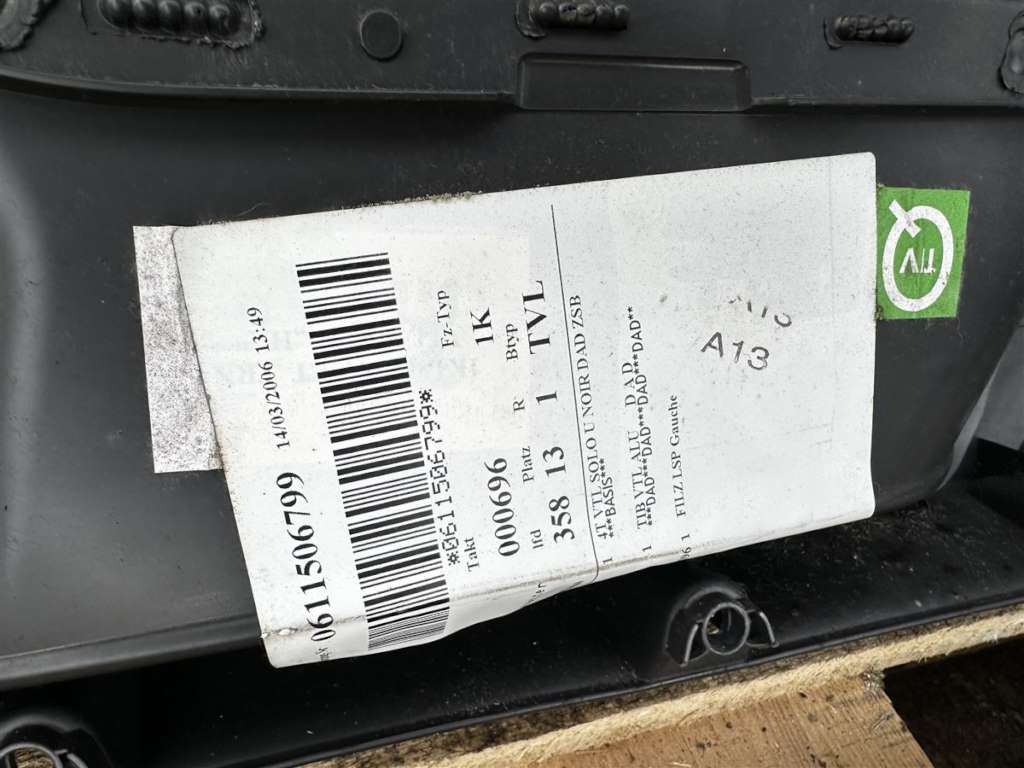 0611506799 14/03/2006 13:49
*0611506799*
Takt Fz-Typ
000696 1K
lfd Platz R Btyp
358 13 1 TVL
1 4T VTL SOLO U NOIR DAD ZSB
***BASIS***
1 TIB VTL ALU D A D
***DAD***DAD***DAD***DAD**
06 1 FILZ LSP Gauche
A13
TIV